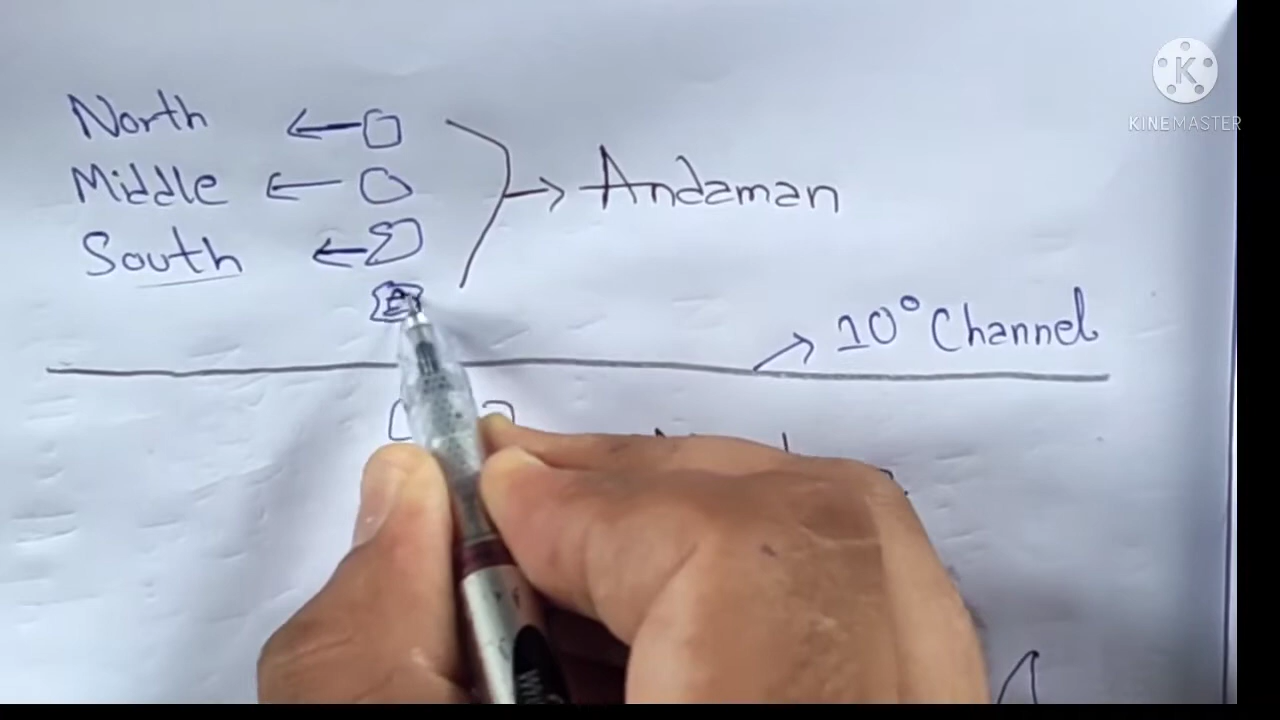 North
Middle
South
Andaman
10° Channel
K
KINEMASTER